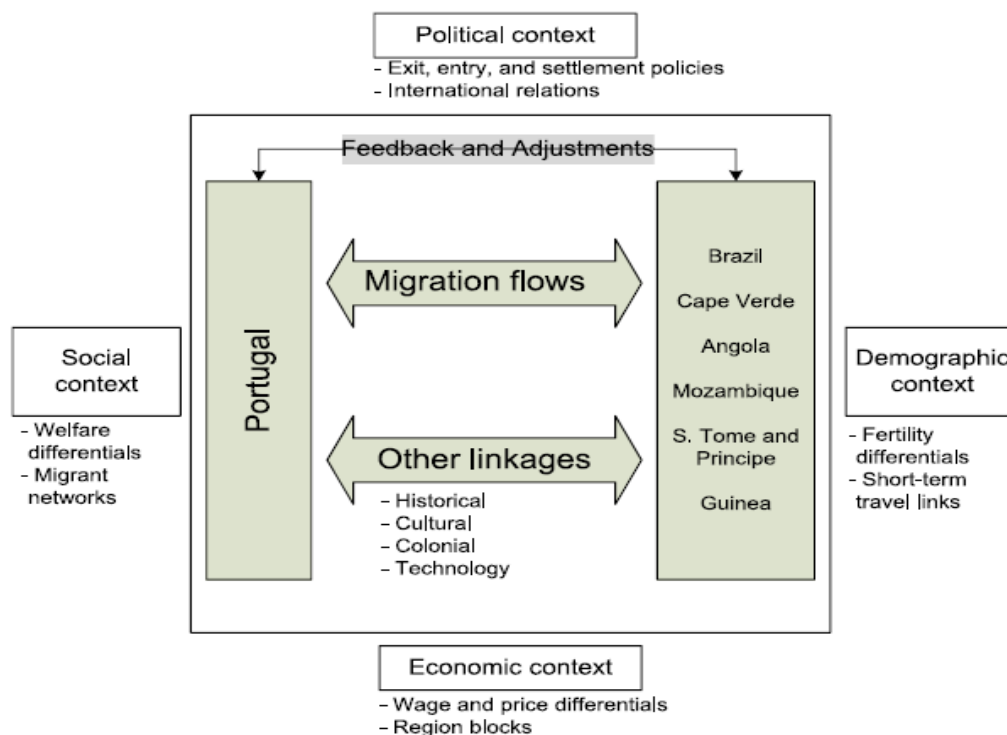 Political context
– Exit, entry, and settlement policies
– International relations
Feedback and Adjustments
Social
context
– Welfare
differentials
– Migrant
networks
Portugal
Migration flows
Other linkages
– Historical
– Cultural
– Colonial
– Technology
Brazil
Cape Verde
Angola
Mozambique
S. Tome and
Principe
Guinea
Demographic
context
– Fertility
differentials
– Short-term
travel links
Economic context
– Wage and price differentials
– Region blocks